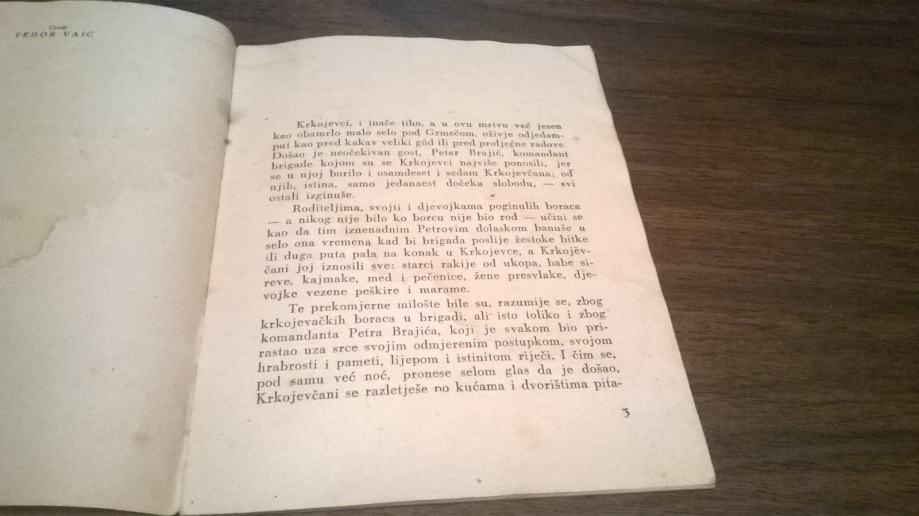 Crteži
FEDOR VAIĆ
Krkojevci, i inače tiho, a u ovu mrtvu već jesen
kao obamrlo malo selo pod Grmečom, oživje odjedam-
put kao pred kakav veliki gôd ili pred proljećne radove.
Došao je neočekivan gost, Petar Brajić, komandant
brigade kojom su se Krkojevci najviše ponosili, jer
se u njoj borilo i osamdeset i sedam Krkojevčana; od
njih, istina, samo jedanaest dočeka slobodu, — svi
ostali izginuše.
Roditeljima, svojti i djevojkama poginulih boraca
— a nikog nije bilo ko borcu nije bio rod — učini se
kao da tim iznenadnim Petrovim dolaskom banuše u
selo ona vremena kad bi brigada poslije žestoke bitke
ili duga puta pala na konak u Krkojevce, a Krkojev-
čani joj iznosili sve: starci rakije od ukopa, babe si-
reve, kajmake, med i pečenice, žene presvlake, dje-
vojke vezene peškire i marame.
Te prekomjerne milošte bile su, razumije se, zbog
krkojevačkih boraca u brigadi, ali isto toliko i zbog
komandanta Petra Brajića, koji je svakom bio pri-
rastao uza srce svojim odmjerenim postupkom, svojom
hrabrosti i pameti, lijepom i istinitom riječi. I čim se,
pod samu već noć, pronese selom glas da je došao,
Krkojevčani se razletješe po kućama i dvorištima pita-
3